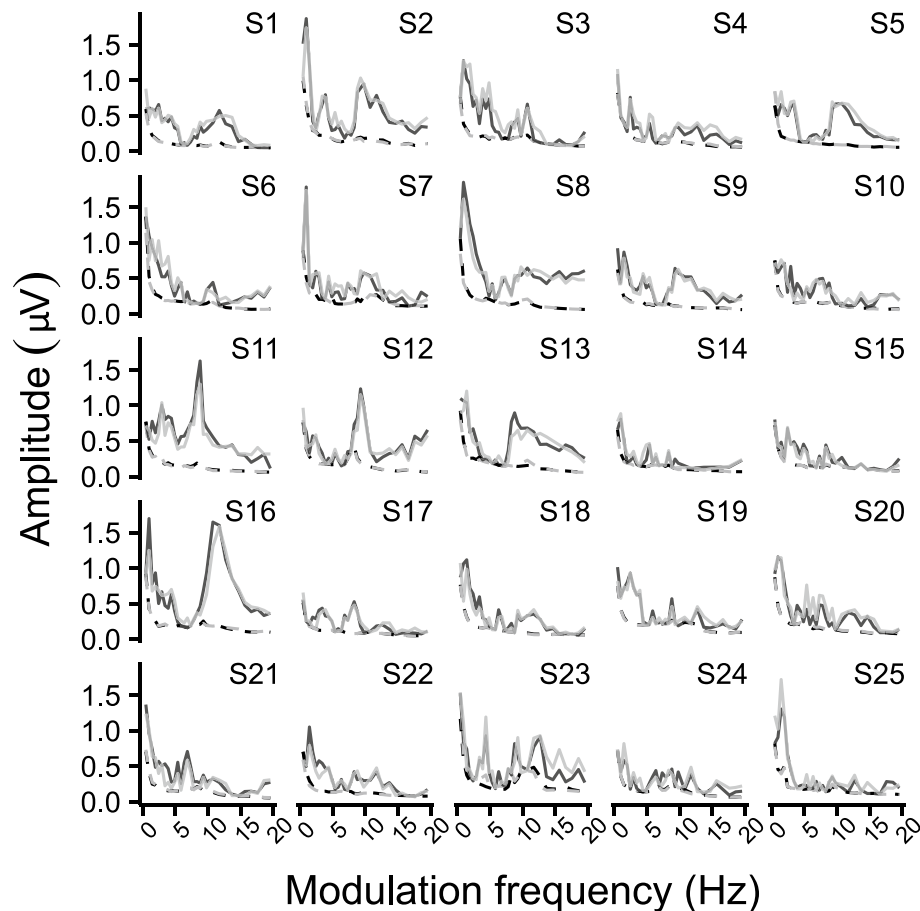 S1 S2 S3 S4 S5
1.5
1.0
0.5
0.0
S6 S7 S8 S9 S10
1.5
1.0
0.5
0.0
S11 S12 S13 S14 S15
1.5
1.0
0.5
0.0
S16 S17 S18 S19 S20
1.5
1.0
0.5
0.0
S21 S22 S23 S24 S25
1.5
1.0
0.5
0.0
0 5 10 15 20 0 5 10 15 20 0 5 10 15 20 0 5 10 15 20 0 5 10 15 20
Amplitude (μV)
Modulation frequency (Hz)